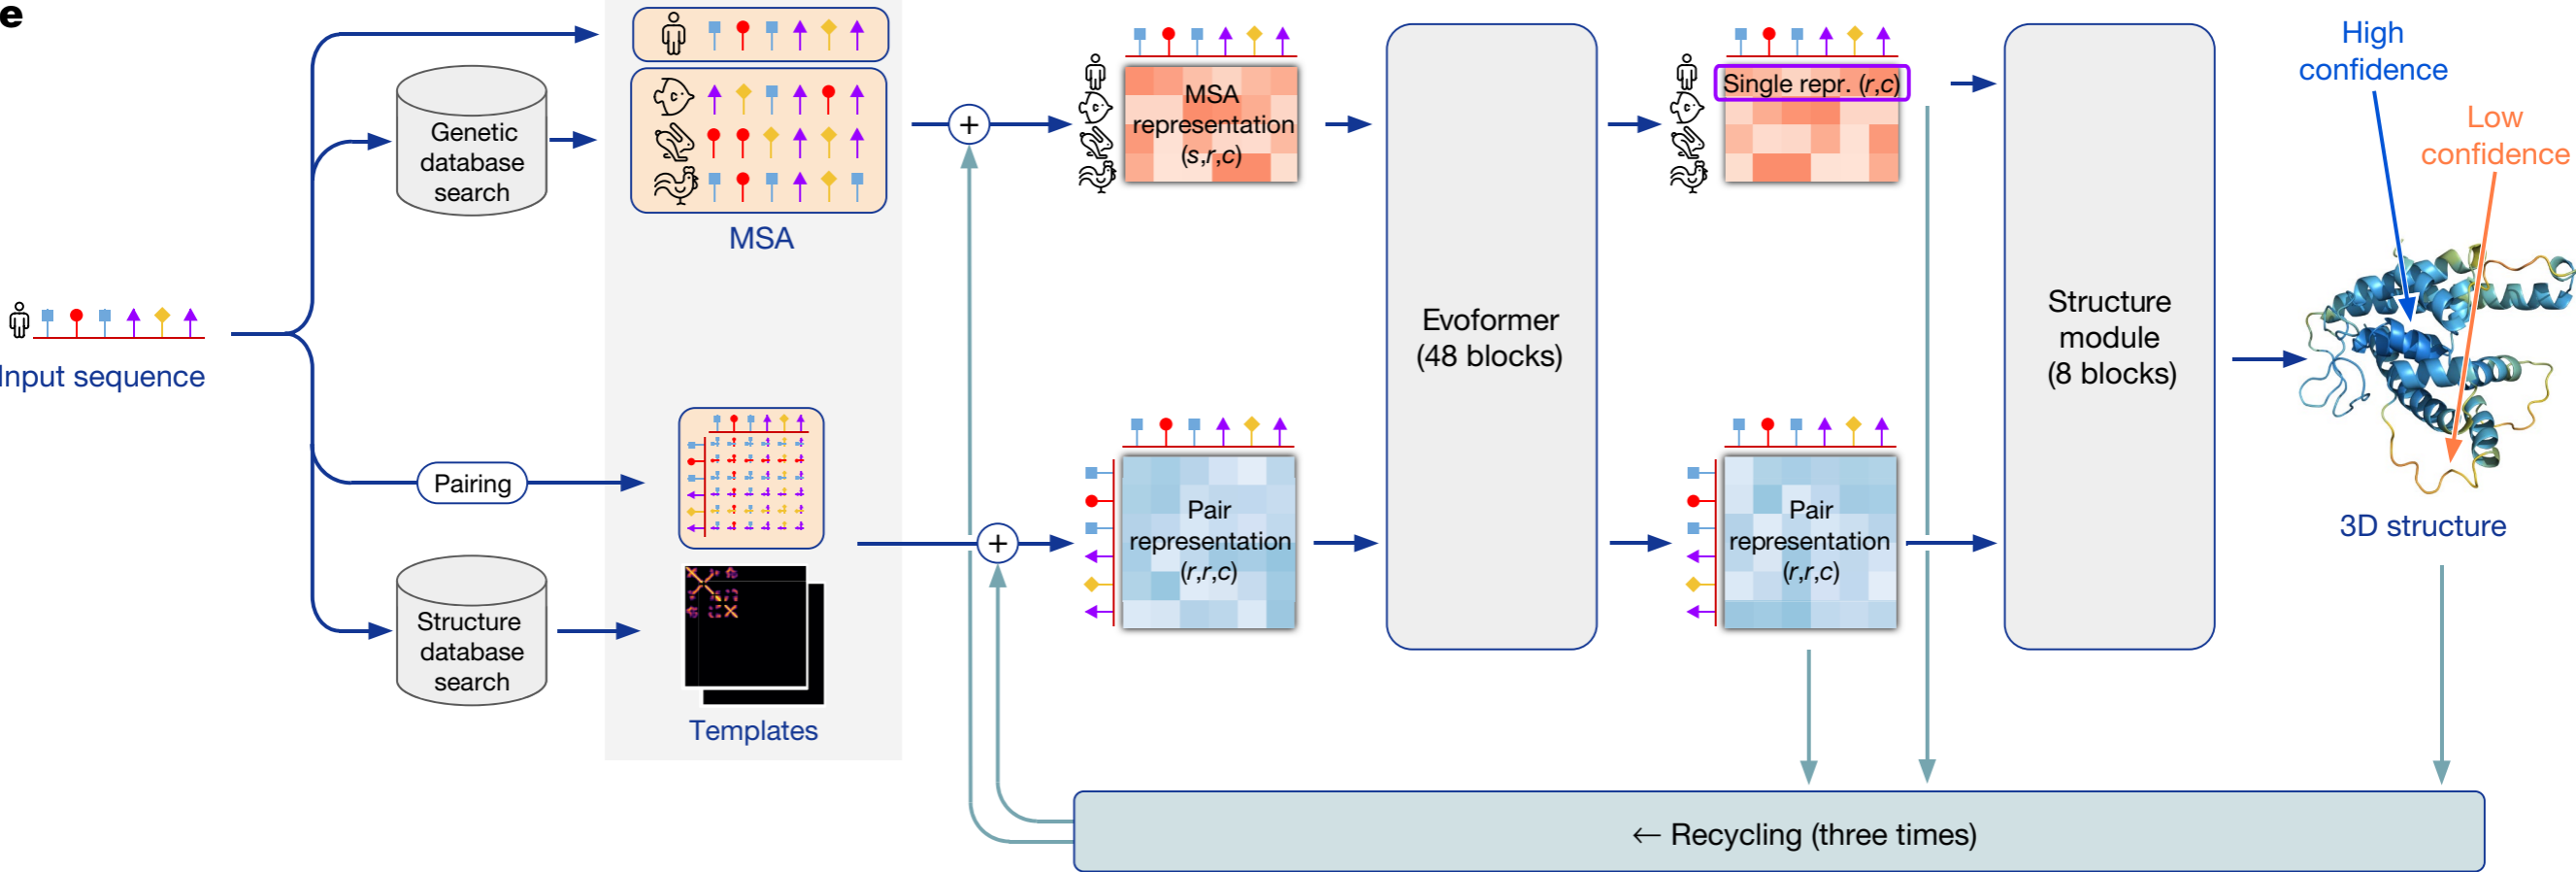 e
Genetic
database
search
MSA
Input sequence
Pairing
Structure
database
search
Templates
+
+
MSA
representation
(s,r,c)
Pair
representation
(r,r,c)
Evoformer
(48 blocks)
Single repr. (r,c)
Pair
representation
(r,r,c)
Structure
module
(8 blocks)
High
confidence
Low
confidence
3D structure
← Recycling (three times)